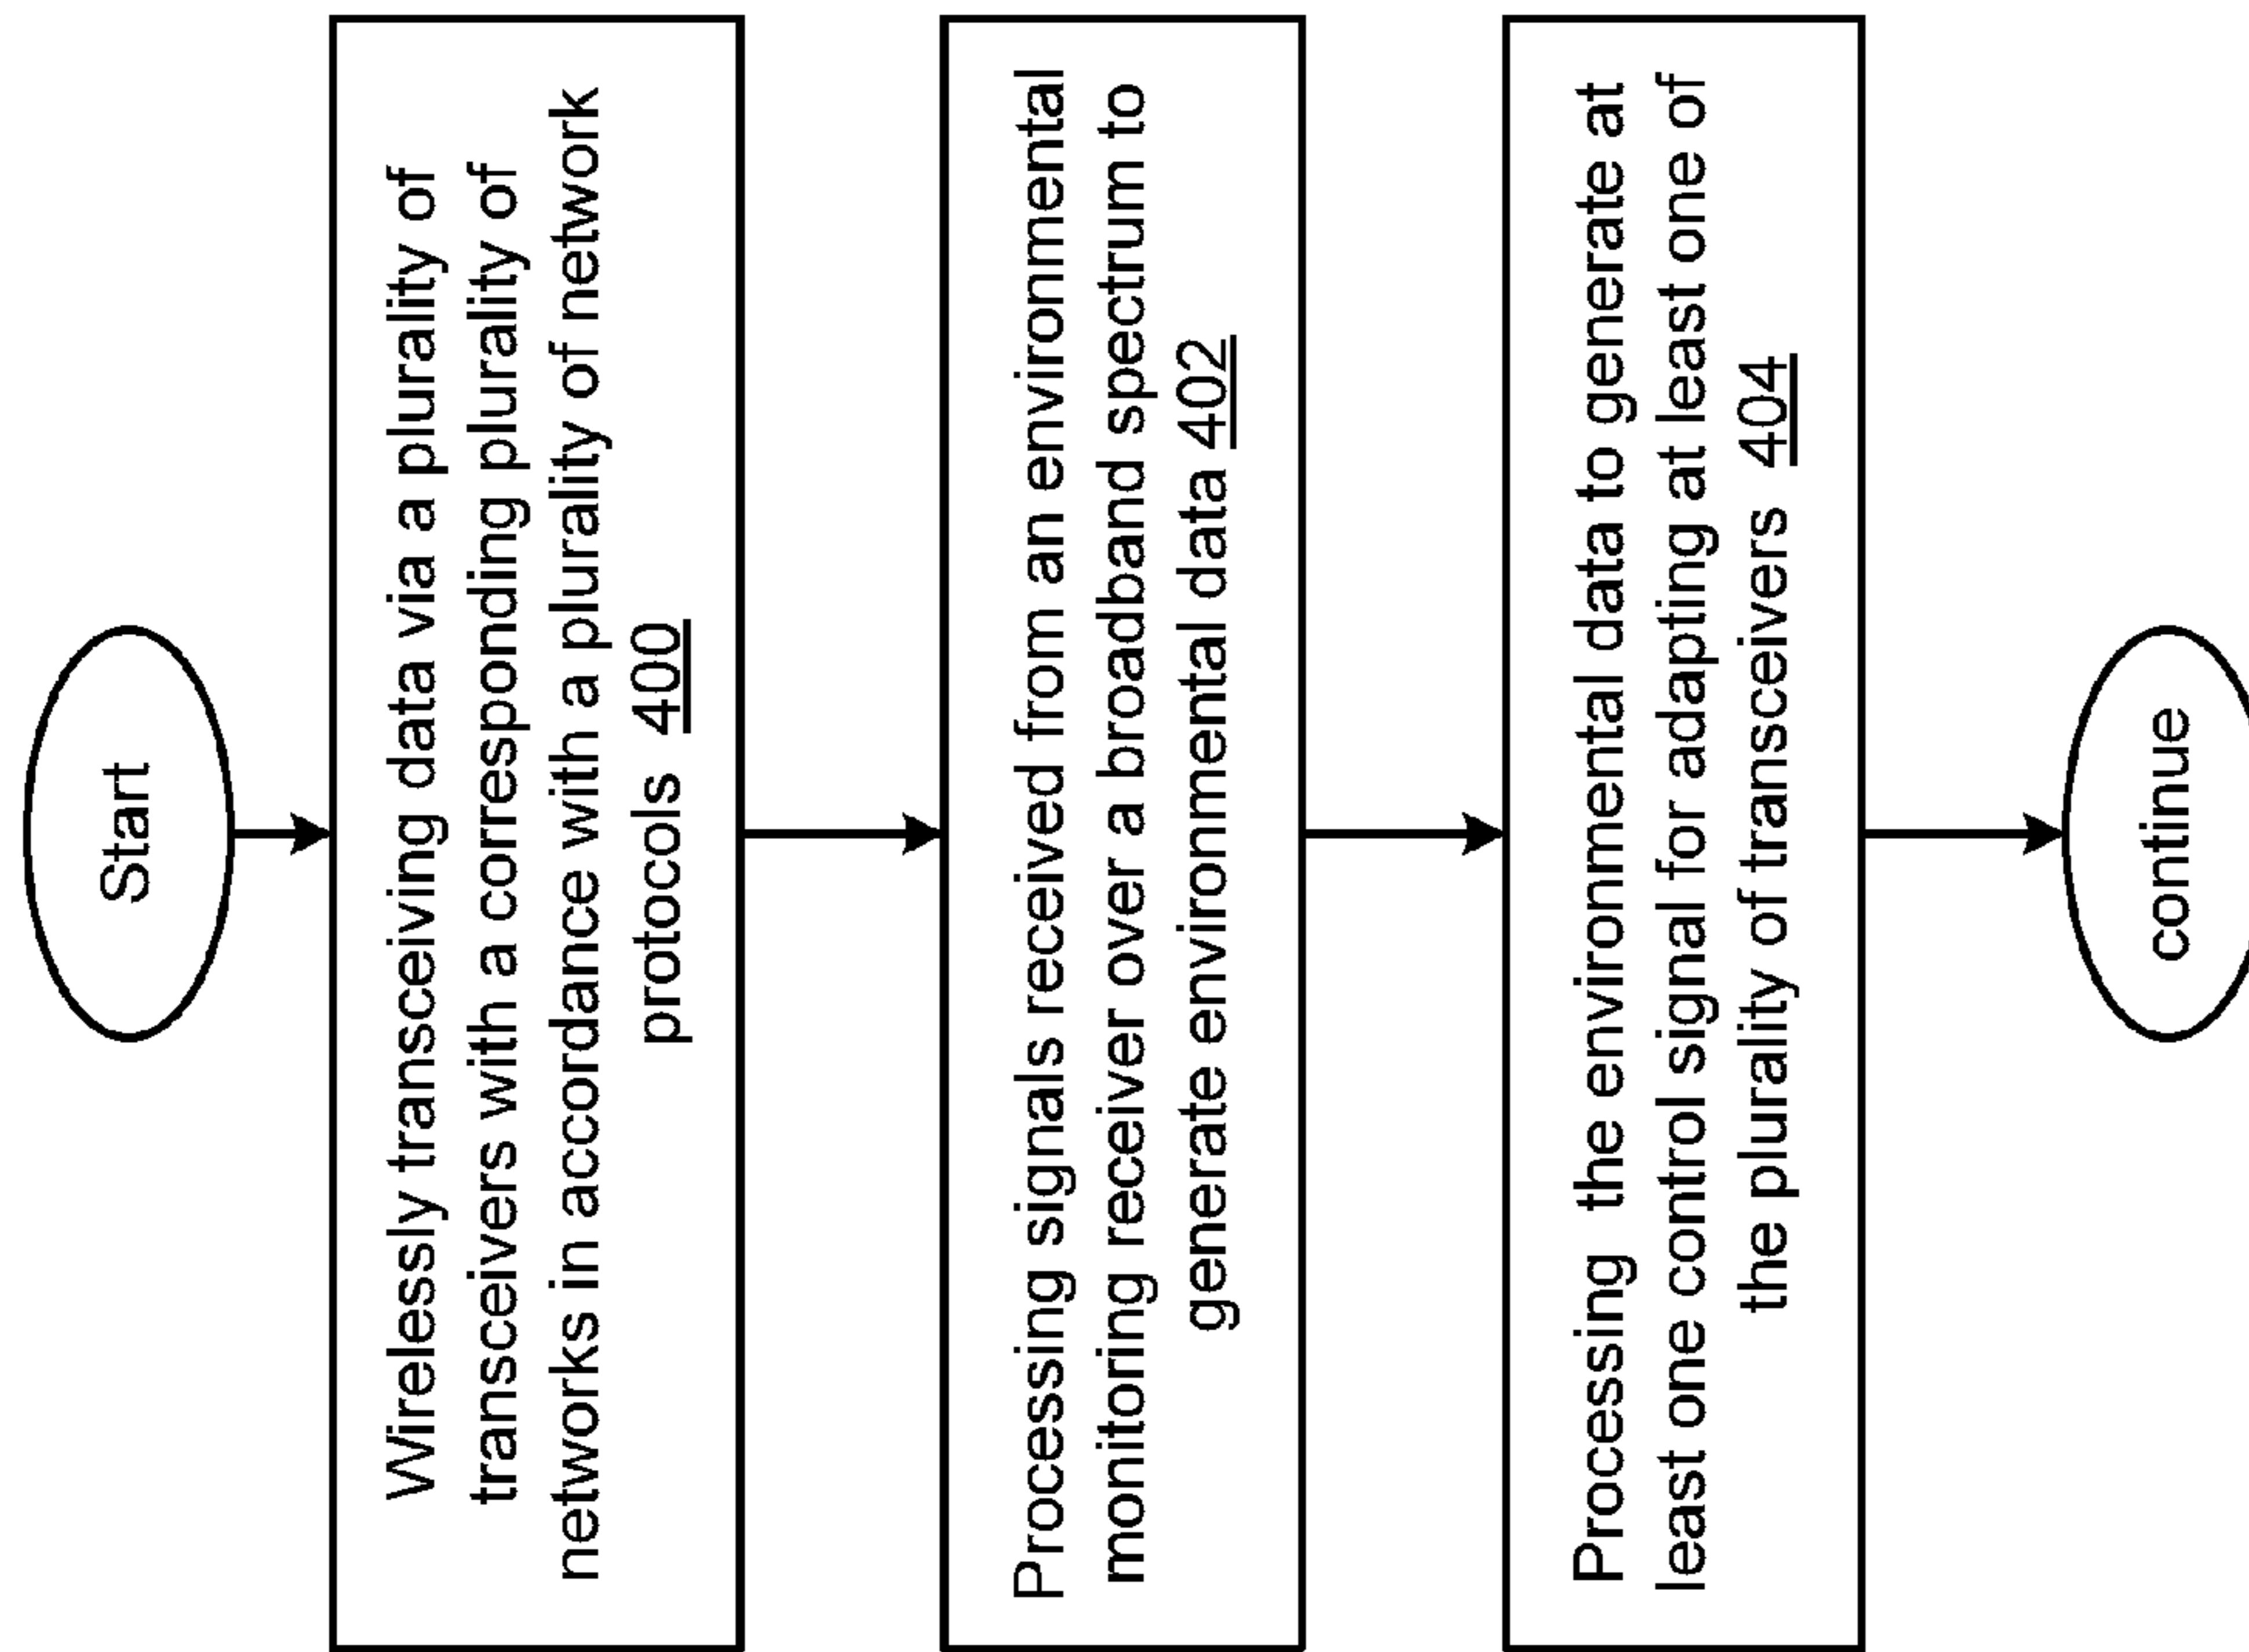 Start
Wirelessly transceiving data via a plurality of
transceivers with a corresponding plurality of
networks in accordance with a plurality of network
protocols 400
Processing signals received from an environmental
monitoring receiver over a broadband spectrum to
generate environmental data 402
Processing the environmental data to generate at
least one control signal for adapting at least one of
the plurality of transceivers 404
continue